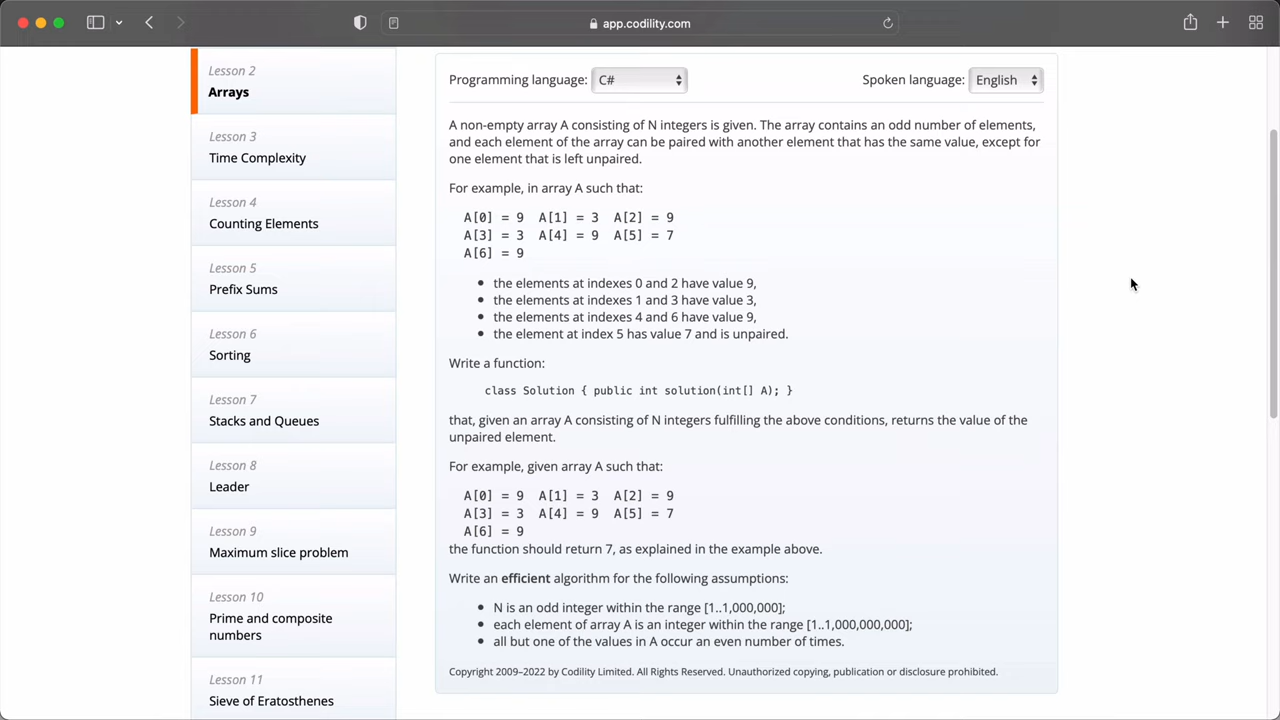 app.codility.com
Lesson 2
Arrays
Lesson 3
Time Complexity
Lesson 4
Counting Elements
Lesson 5
Prefix Sums
Lesson 6
Sorting
Lesson 7
Stacks and Queues
Lesson 8
Leader
Lesson 9
Maximum slice problem
Lesson 10
Prime and composite
numbers
Lesson 11
Sieve of Eratosthenes
Programming language: C# Spoken language: English
A non-empty array A consisting of N integers is given. The array contains an odd number of elements,
and each element of the array can be paired with another element that has the same value, except for
one element that is left unpaired.
For example, in array A such that:
A[0] = 9 A[1] = 3 A[2] = 9
A[3] = 3 A[4] = 9 A[5] = 7
A[6] = 9
• the elements at indexes 0 and 2 have value 9,
• the elements at indexes 1 and 3 have value 3,
• the elements at indexes 4 and 6 have value 9,
• the element at index 5 has value 7 and is unpaired.
Write a function:
class Solution { public int solution(int[] A); }
that, given an array A consisting of N integers fulfilling the above conditions, returns the value of the
unpaired element.
For example, given array A such that:
A[0] = 9 A[1] = 3 A[2] = 9
A[3] = 3 A[4] = 9 A[5] = 7
A[6] = 9
the function should return 7, as explained in the example above.
Write an efficient algorithm for the following assumptions:
• N is an odd integer within the range [1..1,000,000];
• each element of array A is an integer within the range [1..1,000,000,000];
• all but one of the values in A occur an even number of times.
Copyright 2009–2022 by Codility Limited. All Rights Reserved. Unauthorized copying, publication or disclosure prohibited.